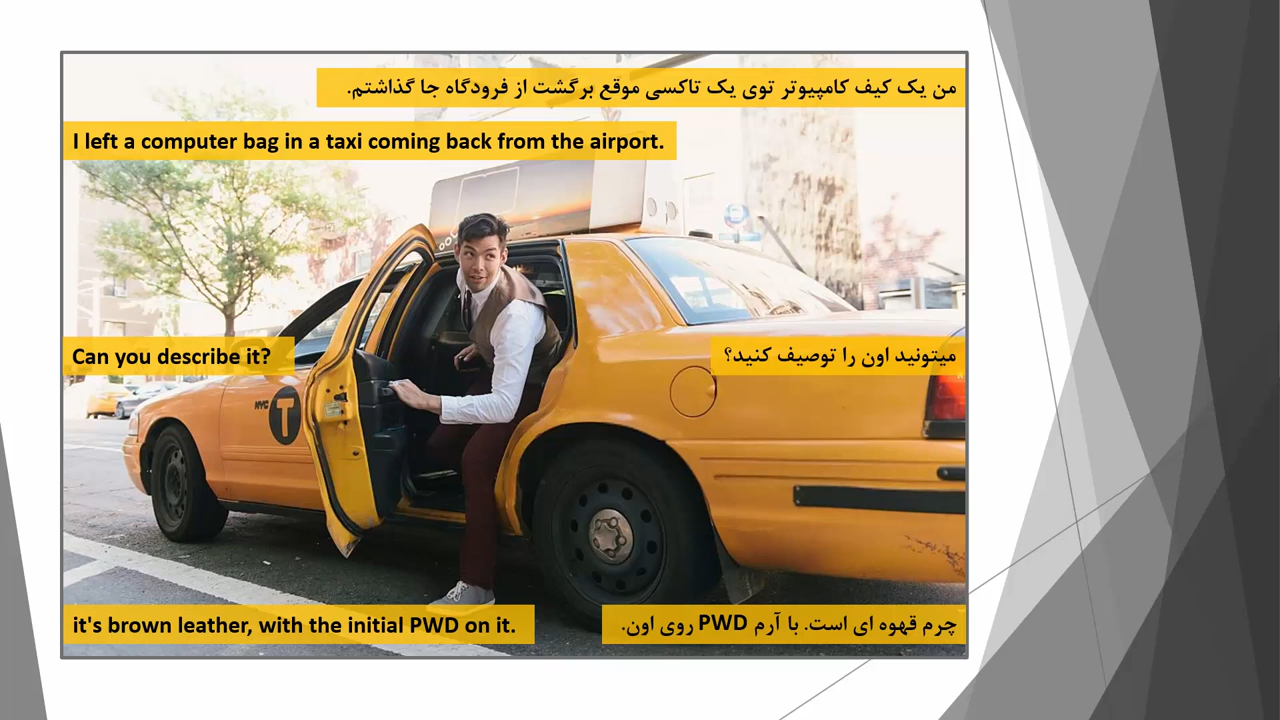 من یک کیف کامپیوتر توی یک تاکسی موقع برگشت از فرودگاه جا گذاشتم.
I left a computer bag in a taxi coming back from the airport.
Can you describe it?
میتونید اون را توصیف کنید؟
NYC T
it's brown leather, with the initial PWD on it.
چرم قهوه ای است. با آرم PWD روی اون.